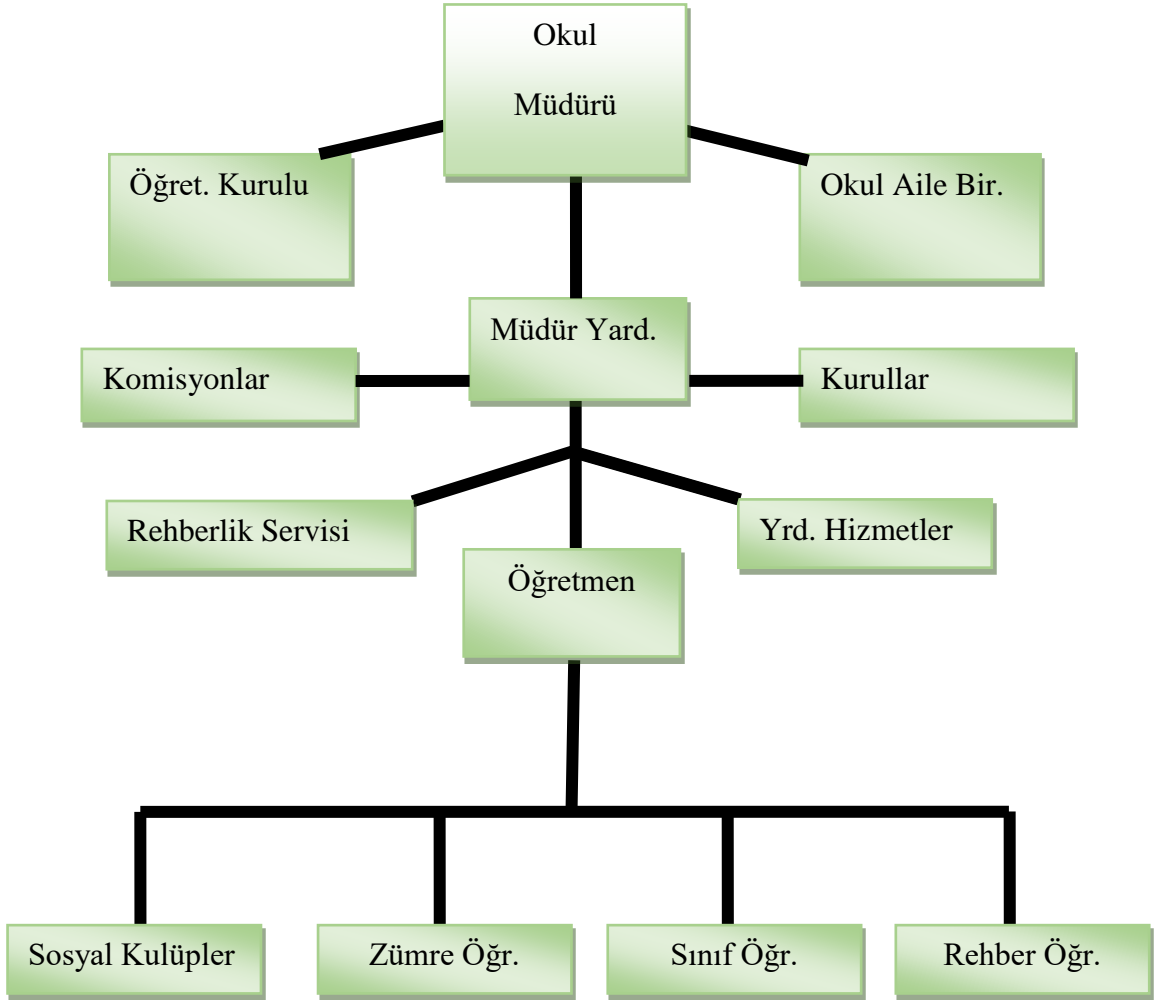 Okul
Müdürü
Öğret. Kurulu
Okul Aile Bir.
Müdür Yard.
Komisyonlar
Kurullar
Rehberlik Servisi
Yrd. Hizmetler
Öğretmen
Sosyal Kulüpler
Zümre Öğr.
Sınıf Öğr.
Rehber Öğr.